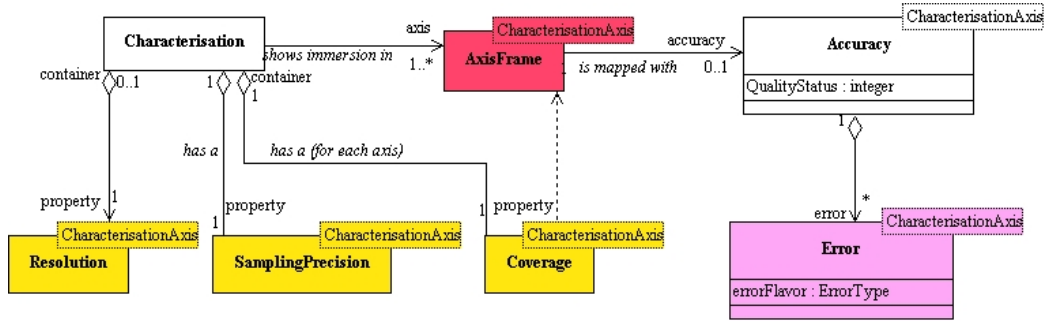 CharacterisationAxis
axis
CharacterisationAxis
Characterisation
Accuracy
accuracy
shows immersion in
AxisFrame
1..*
1
is mapped with
0..1
container
0..1
1
container
1
QualityStatus : integer
1
has a
has a (for each axis)
property
1
property
1
1
property
*
error
CharacterisationAxis
CharacterisationAxis
CharacterisationAxis
CharacterisationAxis
Resolution
SamplingPrecision
Coverage
Error
errorFlavor : ErrorType